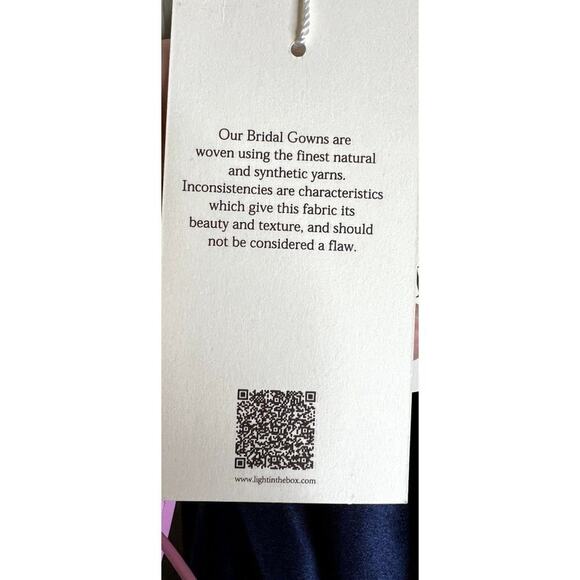 Our Bridal Gowns are
woven using the finest natural
and synthetic yarns.
Inconsistencies are characteristics
which give this fabric its
beauty and texture, and should
not be considered a flaw.
www.lightinthebox.com